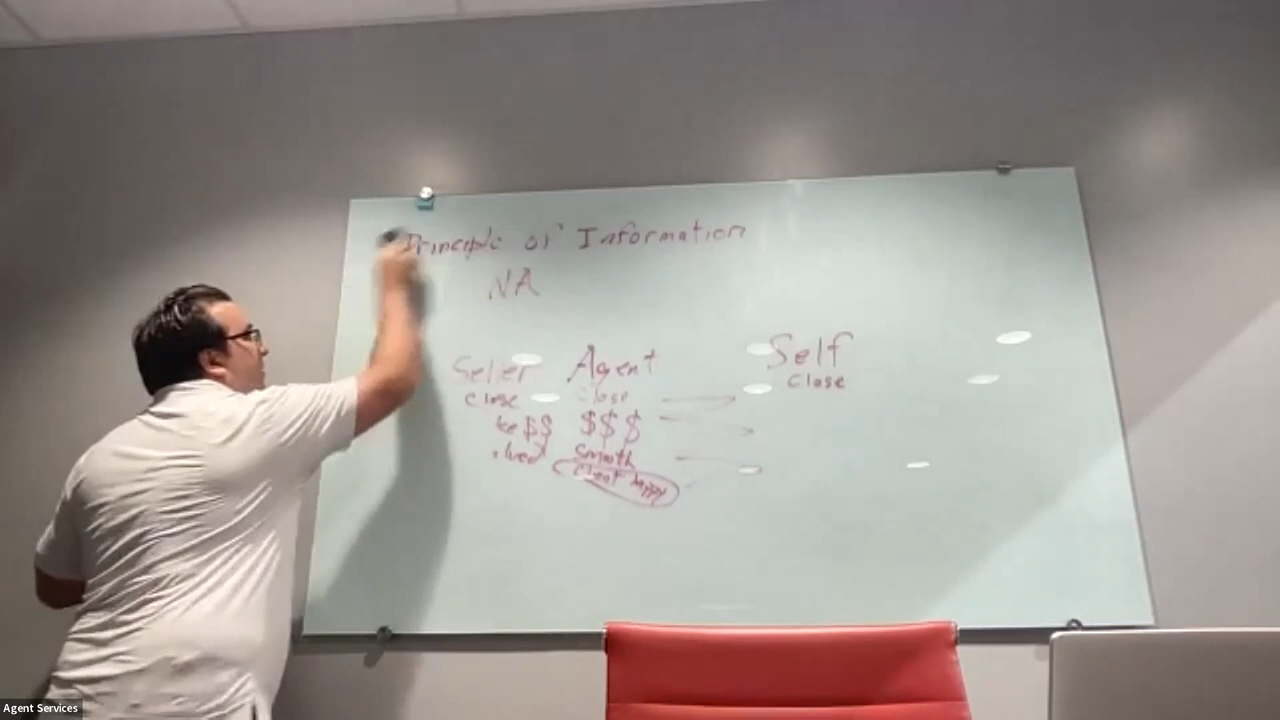 Principle of Information
NA
Seller Agent Self
Close Close Close
$$ $$$
Smooth
Client happy
Agent Services